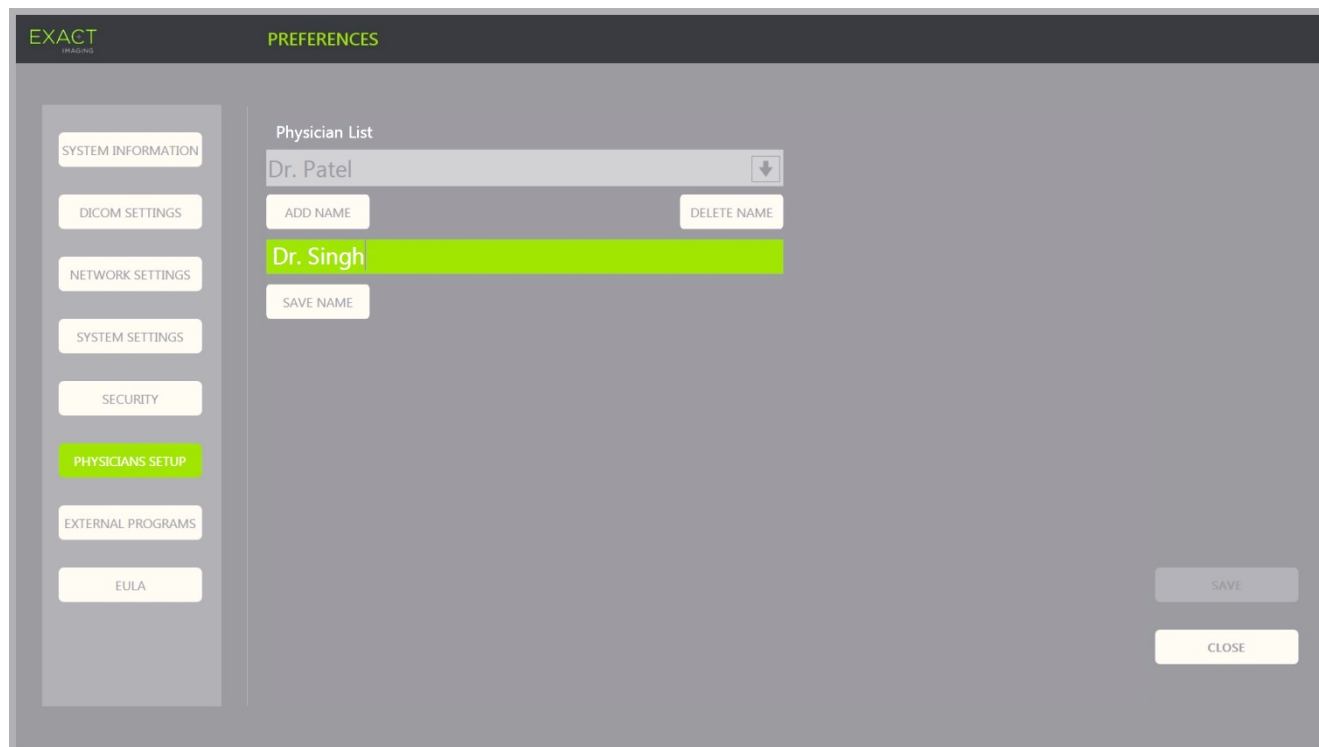 EXACT
IMAGING
PREFERENCES
SYSTEM INFORMATION
DICOM SETTINGS
NETWORK SETTINGS
SYSTEM SETTINGS
SECURITY
PHYSICIANS SETUP
EXTERNAL PROGRAMS
EULA
Physician List
Dr. Patel
ADD NAME
DELETE NAME
Dr. Singh
SAVE NAME
SAVE
CLOSE